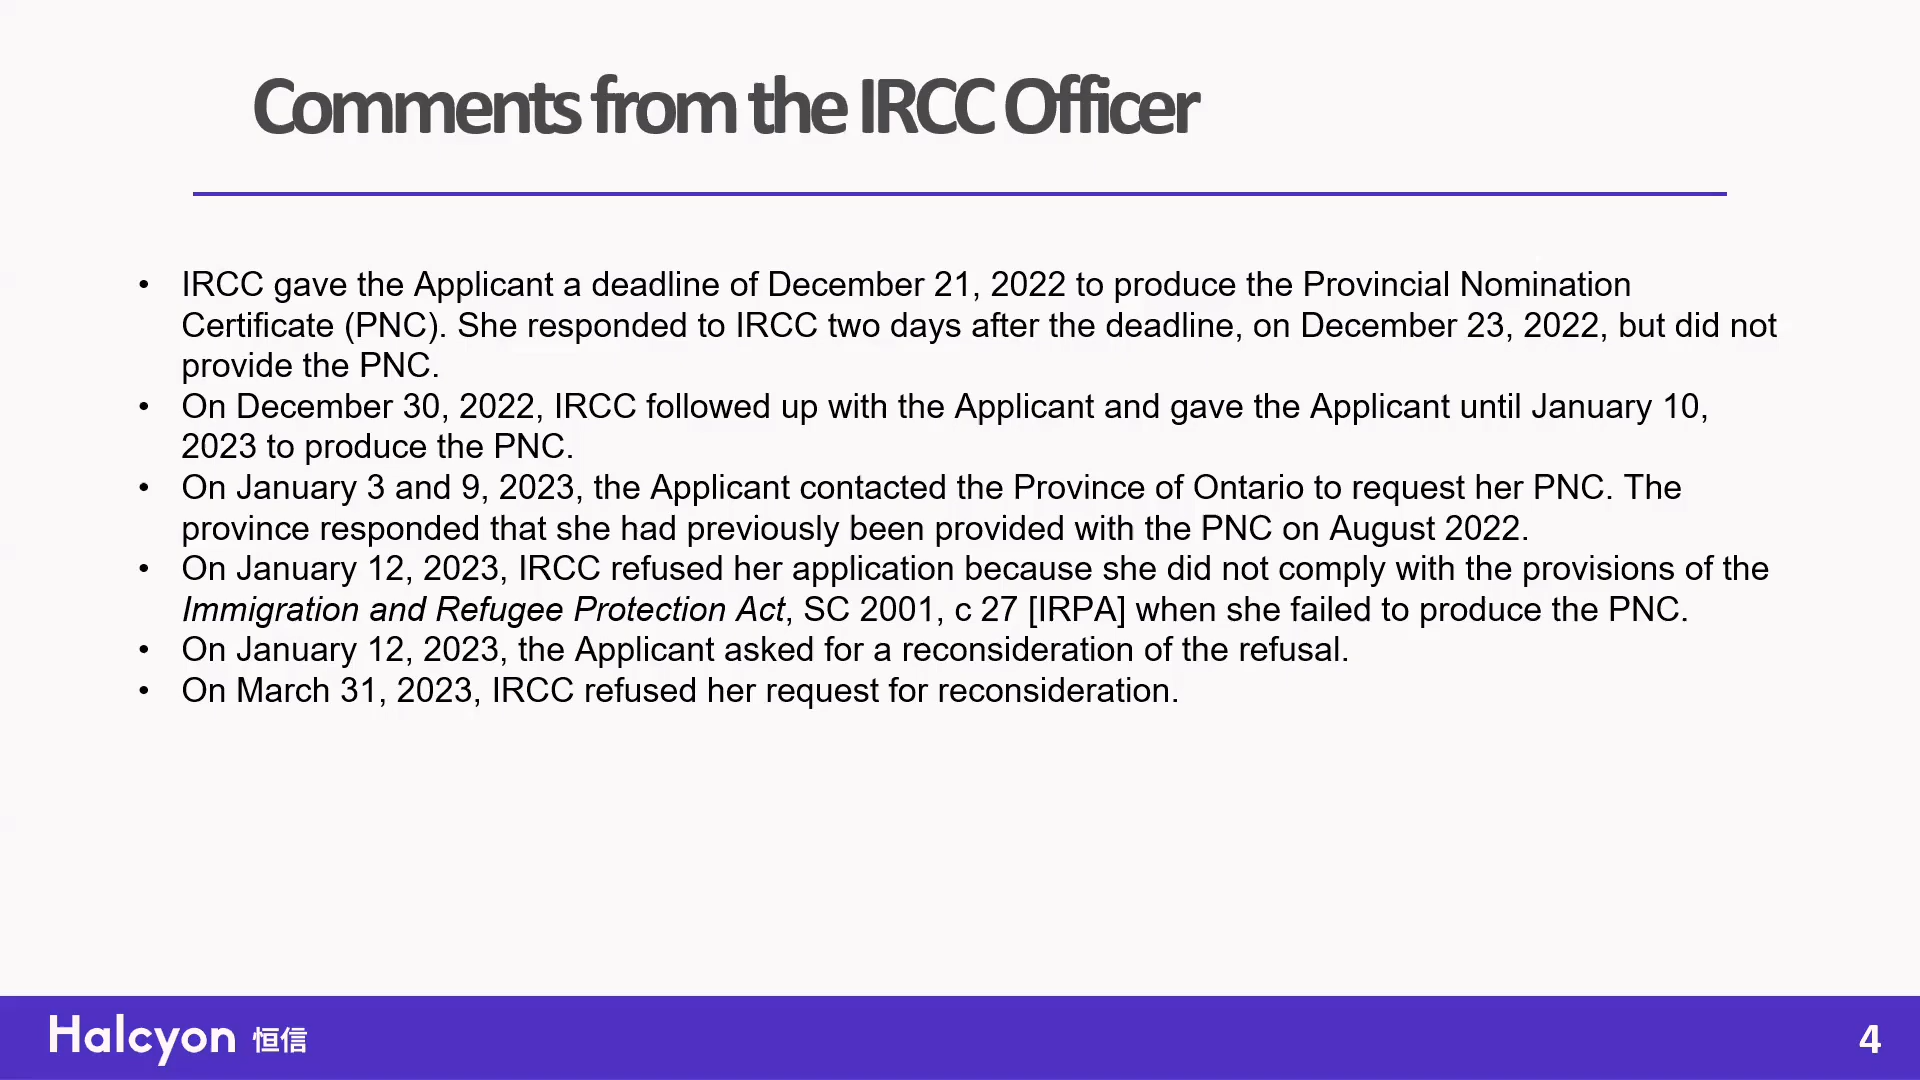 Comments from the IRCC Officer
• IRCC gave the Applicant a deadline of December 21, 2022 to produce the Provincial Nomination
Certificate (PNC). She responded to IRCC two days after the deadline, on December 23, 2022, but did not
provide the PNC.
• On December 30, 2022, IRCC followed up with the Applicant and gave the Applicant until January 10,
2023 to produce the PNC.
• On January 3 and 9, 2023, the Applicant contacted the Province of Ontario to request her PNC. The
province responded that she had previously been provided with the PNC on August 2022.
• On January 12, 2023, IRCC refused her application because she did not comply with the provisions of the
Immigration and Refugee Protection Act, SC 2001, c 27 [IRPA] when she failed to produce the PNC.
• On January 12, 2023, the Applicant asked for a reconsideration of the refusal.
• On March 31, 2023, IRCC refused her request for reconsideration.
Halcyon 恒信
4